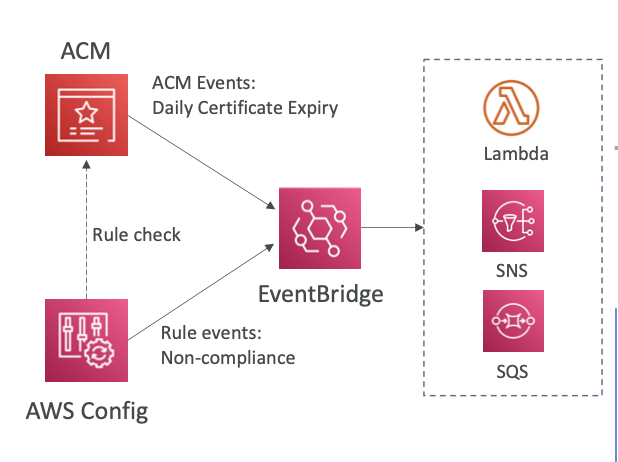 ACM
ACM Events:
Daily Certificate Expiry
Lambda
Rule check
SNS
EventBridge
Rule events:
Non-compliance
SQS
AWS Config